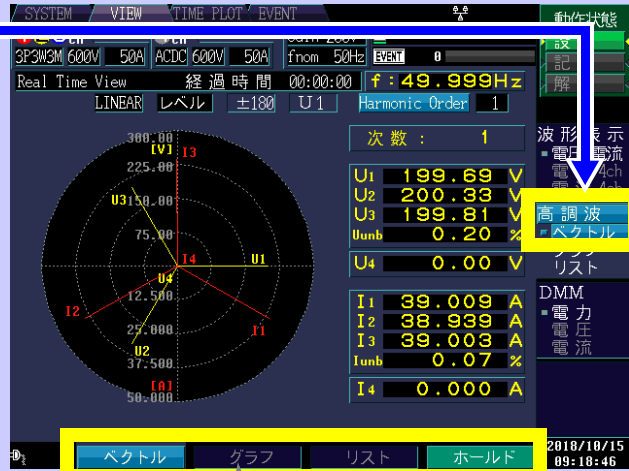 SYSTEM VIEW TIME PLOT EVENT
動作状態
3P3W3M 600V 50A ACDC 600V 50A fnom 50Hz EVENT 0
設
記
解
Real Time View 経過時間 00:00:00 f:49.999Hz
LINEAR レベル ±180 U1 Harmonic Order 1
次数: 1
300.00
[V]
225.00
150.00
75.00
12.500
25.000
37.500
[A]
50.000
I3
U3
I4
U1
U4
I2
I1
U2
U1 199.69 V
U2 200.33 V
U3 199.81 V
Uunb 0.20 %
U4 0.00 V
I1 39.009 A
I2 38.939 A
I3 39.003 A
Iunb 0.07 %
I4 0.000 A
波形表示
高調波
ベクトル
リスト
DMM
電力
電圧
電流
ベクトル グラフ リスト ホールド
2018/10/15
09:18:46